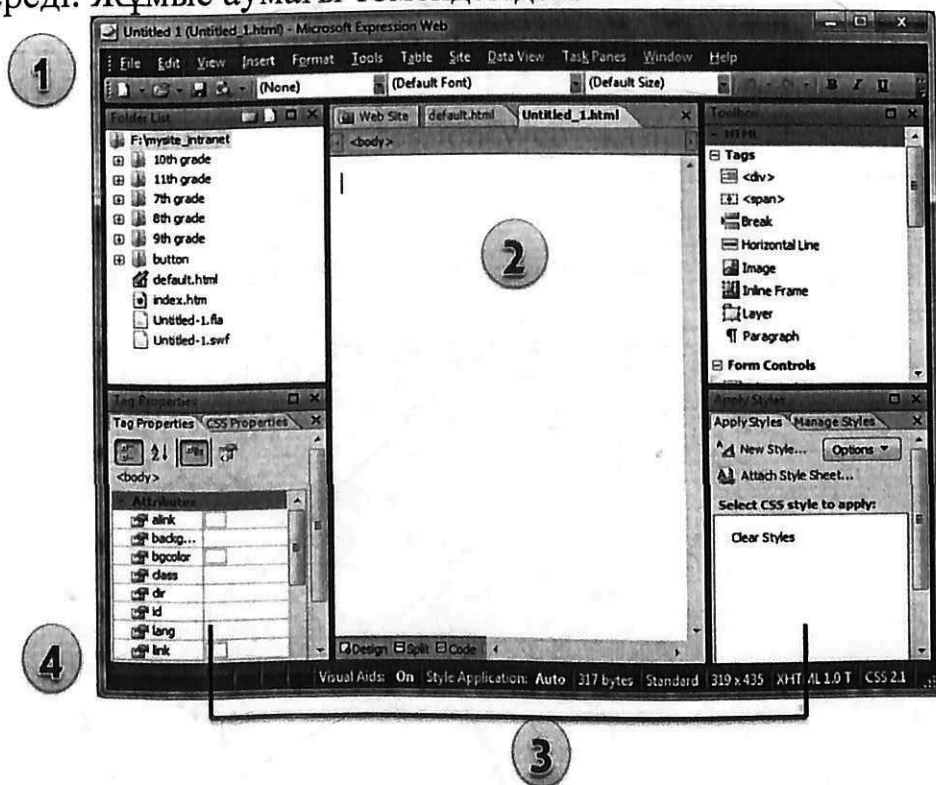 Жұмыс аумағы
1
Untitled 1 (Untitled_1.html) - Microsoft Expression Web
File Edit View Insert Format Tools Table Site Data View Task Panes Window Help
(None) (Default Font) (Default Size) B I U
Folder List
F:\mysite_intranet
10th grade
11th grade
7th grade
8th grade
9th grade
button
default.html
index.htm
Untitled-1.fla
Untitled-1.swf
Web Site default.html Untitled_1.html
<body>
2
Toolbox
HTML
Tags
<div>
<span>
Break
Horizontal Line
Image
Inline Frame
Layer
Paragraph
Form Controls
Tag Properties
Tag Properties CSS Properties
<body>
Attributes
alink
backg...
bgcolor
class
dir
id
lang
link
Apply Styles
Apply Styles Manage Styles
New Style... Options
Attach Style Sheet...
Select CSS style to apply:
Clear Styles
Design Split Code
4
Visual Aids: On Style Application: Auto 317 bytes Standard 319 x 435 XHTML 1.0 T CSS 2.1
3